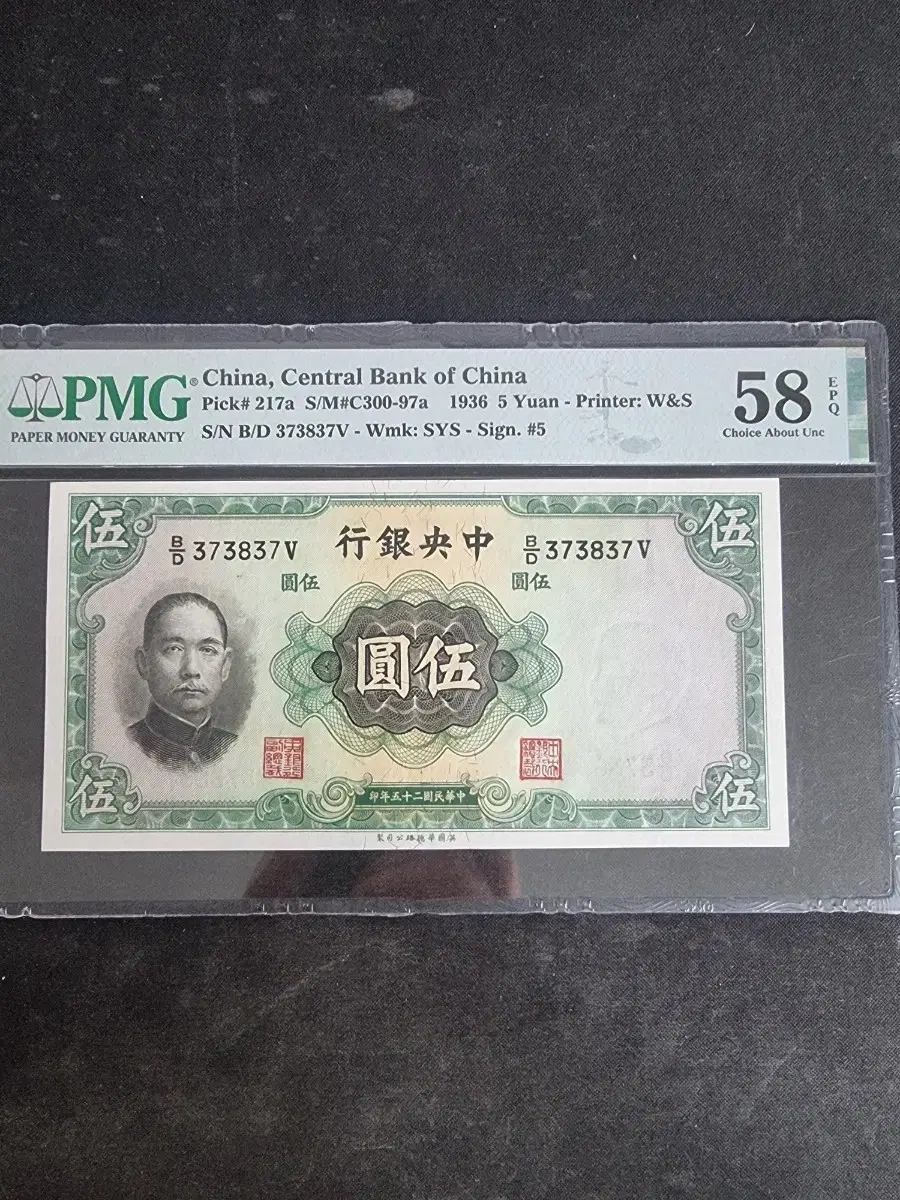 PMG®
PAPER MONEY GUARANTY
China, Central Bank of China
Pick# 217a S/M#C300-97a 1936 5 Yuan - Printer: W&S
S/N B/D 373837V - Wmk: SYS - Sign. #5
58
EPQ
Choice About Unc
伍
伍
B/D 373837V
行銀央中
B/D 373837V
圓伍
圓伍
圓伍
伍
伍
印年五十二國民華中